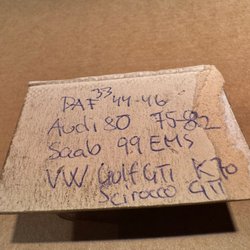 DAF 33 44-46
Audi 80 75-82
Saab 99 EMS
VW Golf GTi K70
Scirocco GTI